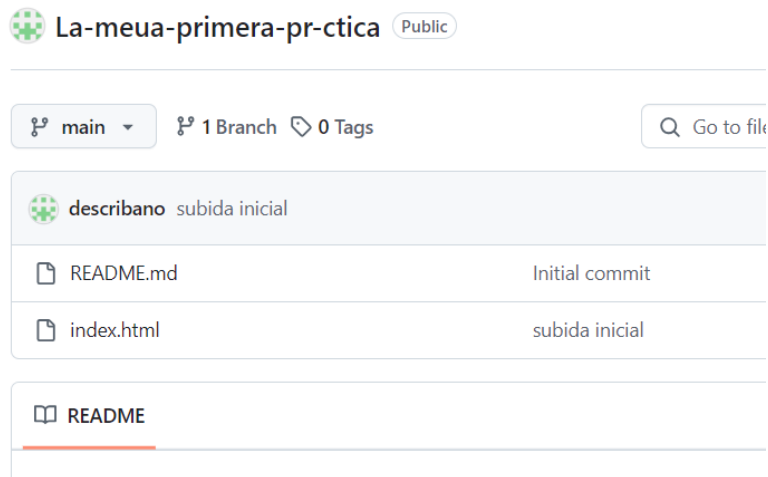 La-meua-primera-pr-ctica Public
main 1 Branch 0 Tags Go to file
describano subida inicial
README.md Initial commit
index.html subida inicial
README